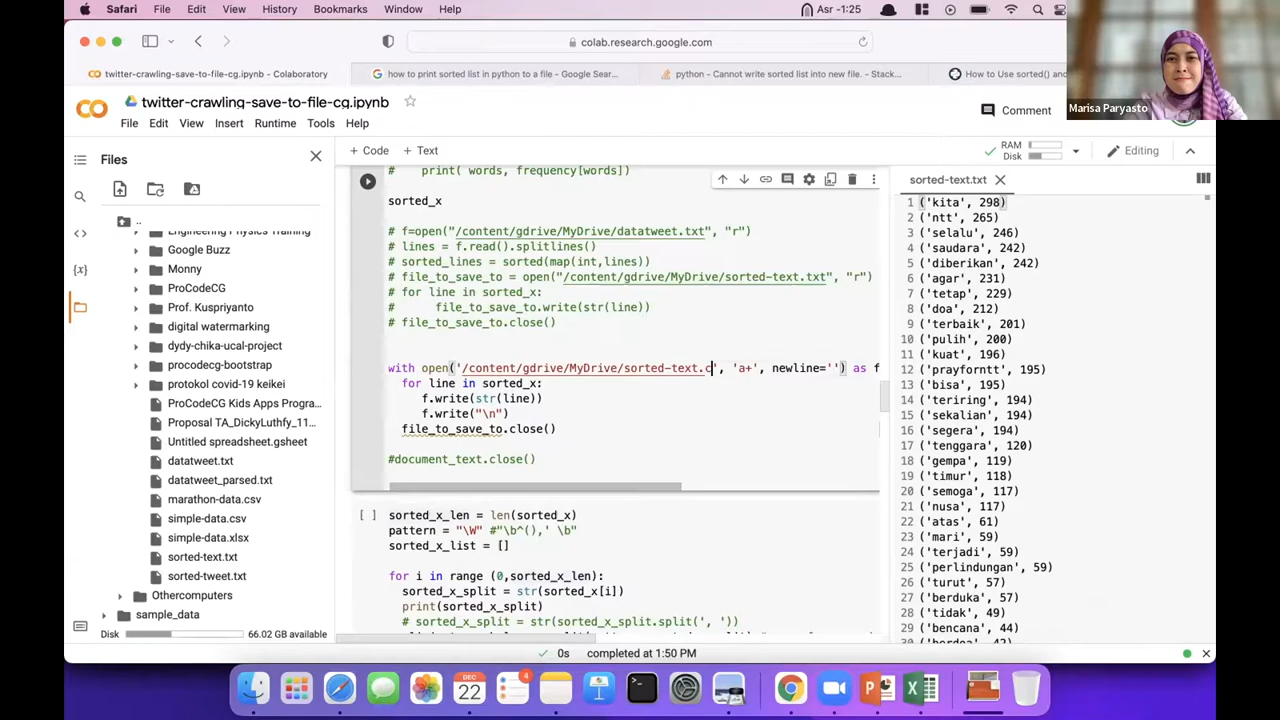 Safari File Edit View History Bookmarks Window Help
Asr -1:25
colab.research.google.com
twitter-crawling-save-to-file-cg.ipynb - Colaboratory
how to print sorted list in python to a file - Google Sear...
python - Cannot write sorted list into new file. - Stack...
How to Use sorted() and
Marisa Paryasto
twitter-crawling-save-to-file-cg.ipynb
File Edit View Insert Runtime Tools Help
Comment
Files
+ Code + Text
RAM
Disk
Editing
..
Engineering Physics Training
Google Buzz
Monny
ProCodeCG
Prof. Kuspriyanto
digital watermarking
dydy-chika-ucal-project
procodecg-bootstrap
protokol covid-19 keikei
ProCodeCG Kids Apps Progra...
Proposal TA_DickyLuthfy_11...
Untitled spreadsheet.gsheet
datatweet.txt
datatweet_parsed.txt
marathon-data.csv
simple-data.csv
simple-data.xlsx
sorted-text.txt
sorted-tweet.txt
Othercomputers
sample_data
Disk 66.02 GB available
# print( words, frequency[words])
sorted_x
# f=open("/content/gdrive/MyDrive/datatweet.txt", "r")
# lines = f.read().splitlines()
# sorted_lines = sorted(map(int,lines))
# file_to_save_to = open("/content/gdrive/MyDrive/sorted-text.txt", "r")
# for line in sorted_x:
# file_to_save_to.write(str(line))
# file_to_save_to.close()
with open('/content/gdrive/MyDrive/sorted-text.c', 'a+', newline='') as f
for line in sorted_x:
f.write(str(line))
f.write("\n")
file_to_save_to.close()
#document_text.close()
[ ] sorted_x_len = len(sorted_x)
pattern = "\W" #"\b^(),' \b"
sorted_x_list = []
for i in range (0,sorted_x_len):
sorted_x_split = str(sorted_x[i])
print(sorted_x_split)
# sorted_x_split = str(sorted_x.split(', '))
sorted-text.txt
1 ('kita', 298)
2 ('ntt', 265)
3 ('selalu', 246)
4 ('saudara', 242)
5 ('diberikan', 242)
6 ('agar', 231)
7 ('tetap', 229)
8 ('doa', 212)
9 ('terbaik', 201)
10 ('pulih', 200)
11 ('kuat', 196)
12 ('prayforntt', 195)
13 ('bisa', 195)
14 ('teriring', 194)
15 ('sekalian', 194)
16 ('segera', 194)
17 ('tenggara', 120)
18 ('gempa', 119)
19 ('timur', 118)
20 ('semoga', 117)
21 ('nusa', 117)
22 ('atas', 61)
23 ('mari', 59)
24 ('terjadi', 59)
25 ('perlindungan', 59)
26 ('turut', 57)
27 ('berduka', 57)
28 ('tidak', 49)
29 ('bencana', 44)
0s completed at 1:50 PM
DEC
22
4